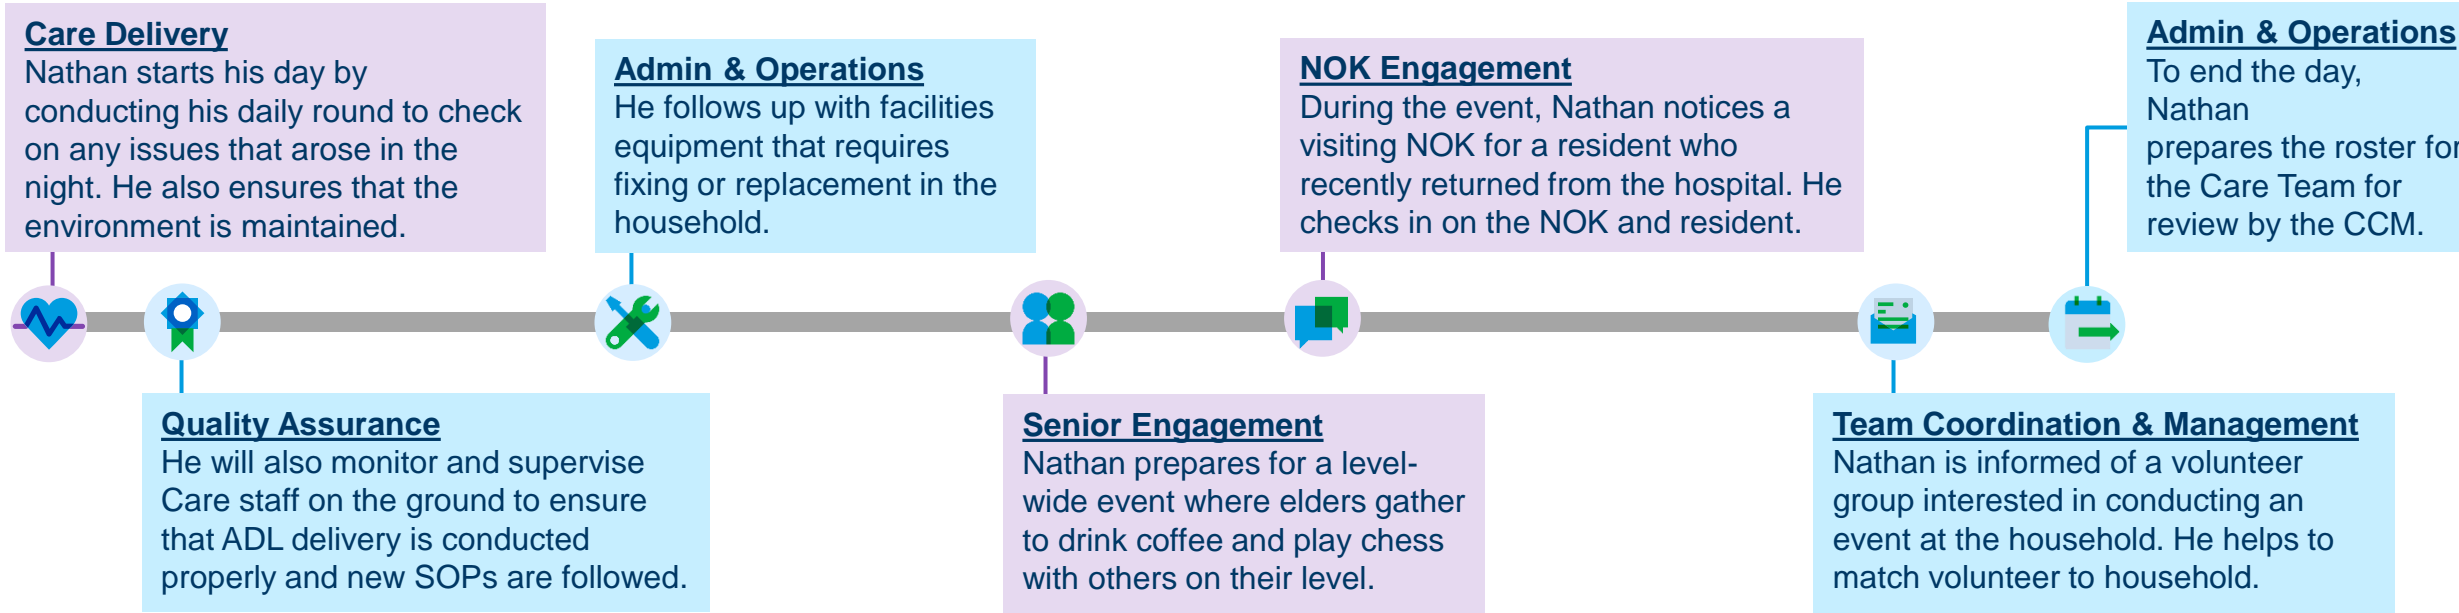 Care Delivery
Nathan starts his day by
conducting his daily round to check
on any issues that arose in the
night. He also ensures that the
environment is maintained.
Quality Assurance
He will also monitor and supervise
Care staff on the ground to ensure
that ADL delivery is conducted
properly and new SOPs are followed.
Admin & Operations
He follows up with facilities
equipment that requires
fixing or replacement in the
household.
Senior Engagement
Nathan prepares for a level-
wide event where elders gather
to drink coffee and play chess
with others on their level.
NOK Engagement
During the event, Nathan notices a
visiting NOK for a resident who
recently returned from the hospital. He
checks in on the NOK and resident.
Team Coordination & Management
Nathan is informed of a volunteer
group interested in conducting an
event at the household. He helps to
match volunteer to household.
Admin & Operations
To end the day,
Nathan
prepares the roster for
the Care Team for
review by the CCM.